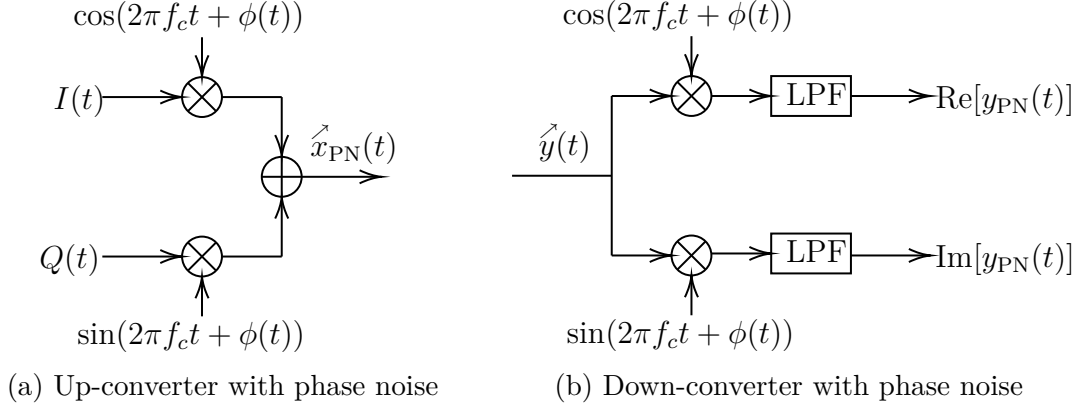 cos(2πf_c t + ϕ(t))
I(t)
x⃗_PN(t)
Q(t)
sin(2πf_c t + ϕ(t))
(a) Up-converter with phase noise
cos(2πf_c t + ϕ(t))
LPF
Re[y_PN(t)]
y⃗(t)
LPF
Im[y_PN(t)]
sin(2πf_c t + ϕ(t))
(b) Down-converter with phase noise